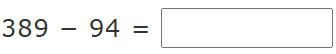 389 − 94 =